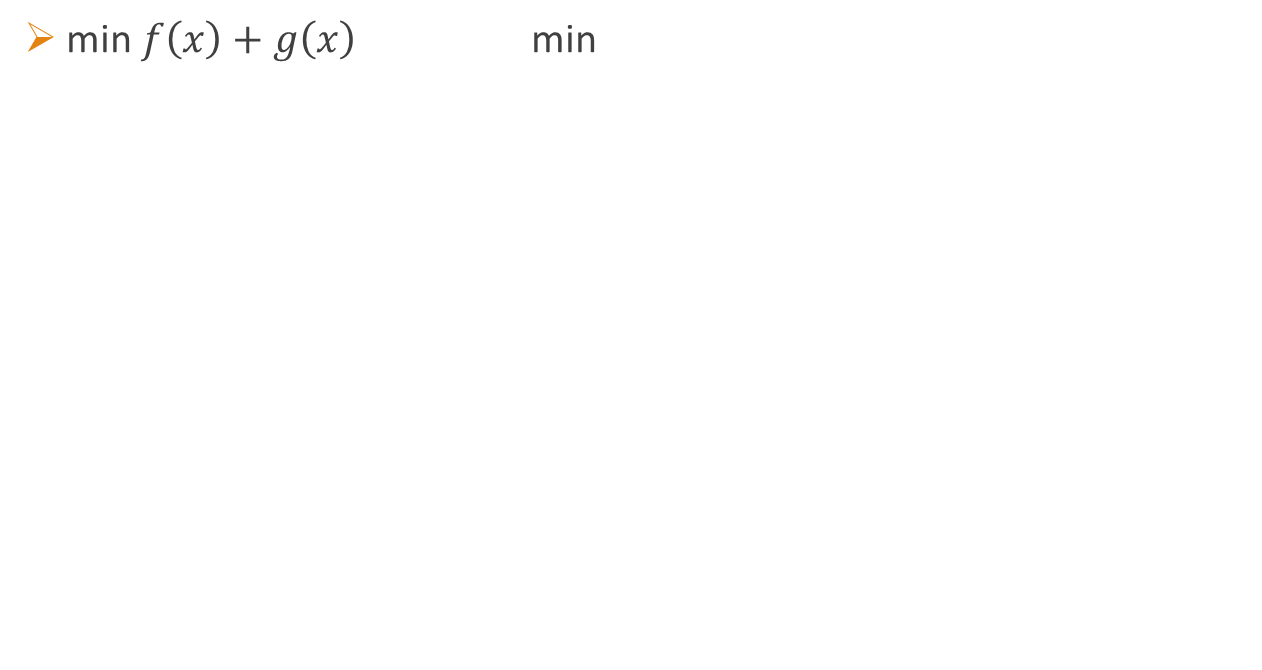 ➢ min f(x) + g(x) min